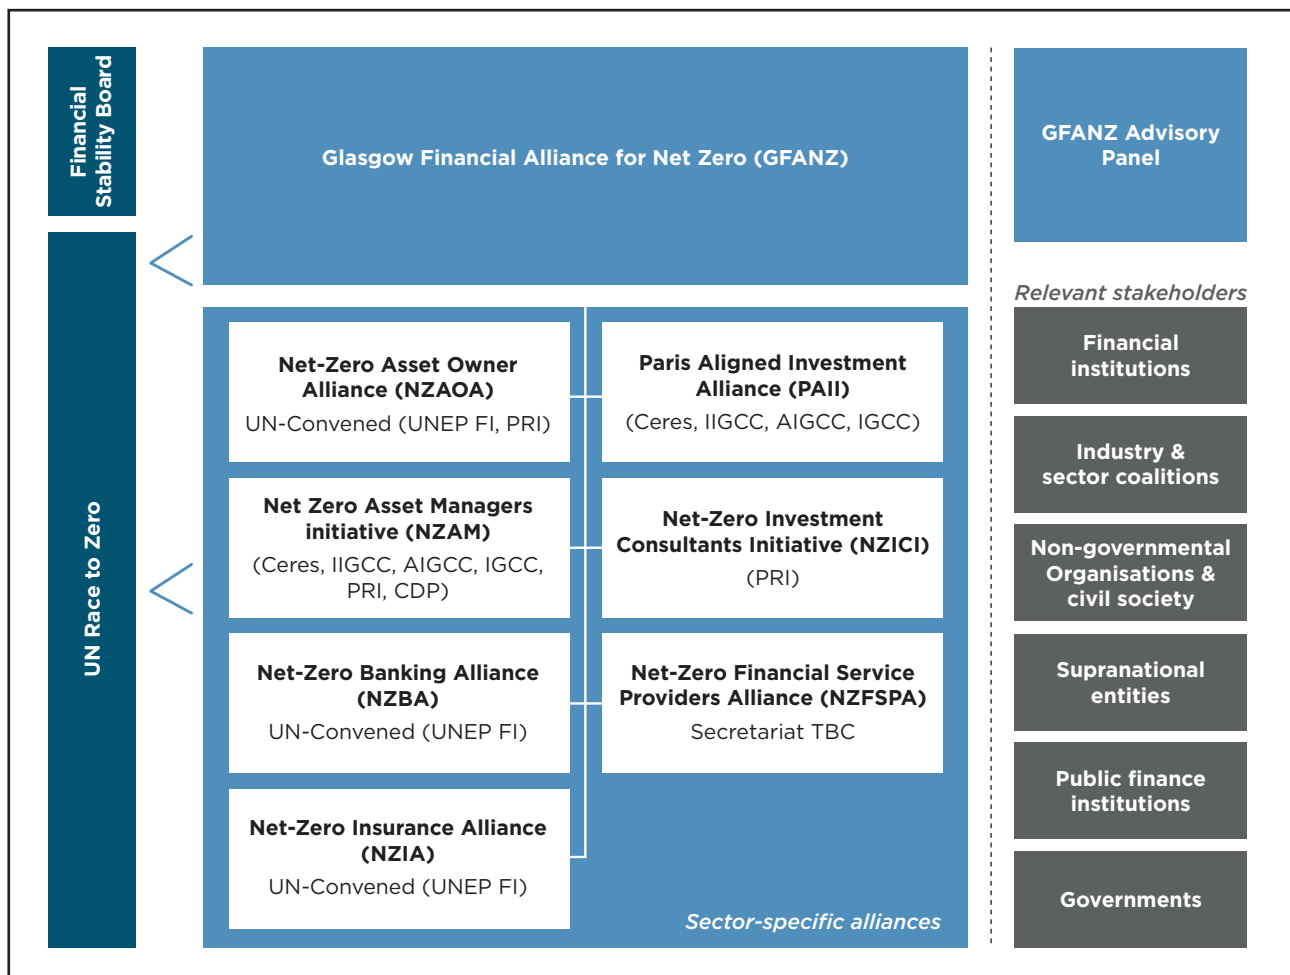 Financial
Stability Board
UN Race to Zero
Glasgow Financial Alliance for Net Zero (GFANZ)
Net-Zero Asset Owner
Alliance (NZAOA)
UN-Convened (UNEP FI, PRI)
Paris Aligned Investment
Alliance (PAII)
(Ceres, IIGCC, AIGCC, IGCC)
Net Zero Asset Managers
initiative (NZAM)
(Ceres, IIGCC, AIGCC, IGCC,
PRI, CDP)
Net-Zero Investment
Consultants Initiative (NZICI)
(PRI)
Net-Zero Banking Alliance
(NZBA)
UN-Convened (UNEP FI)
Net-Zero Financial Service
Providers Alliance (NZFSPA)
Secretariat TBC
Net-Zero Insurance Alliance
(NZIA)
UN-Convened (UNEP FI)
Sector-specific alliances
GFANZ Advisory
Panel
Relevant stakeholders
Financial
institutions
Industry &
sector coalitions
Non-governmental
Organisations &
civil society
Supranational
entities
Public finance
institutions
Governments